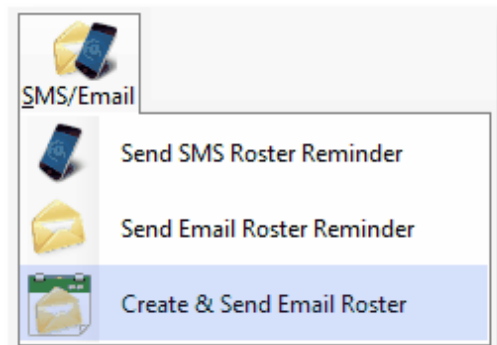 SMS/Email
Send SMS Roster Reminder
Send Email Roster Reminder
Create & Send Email Roster